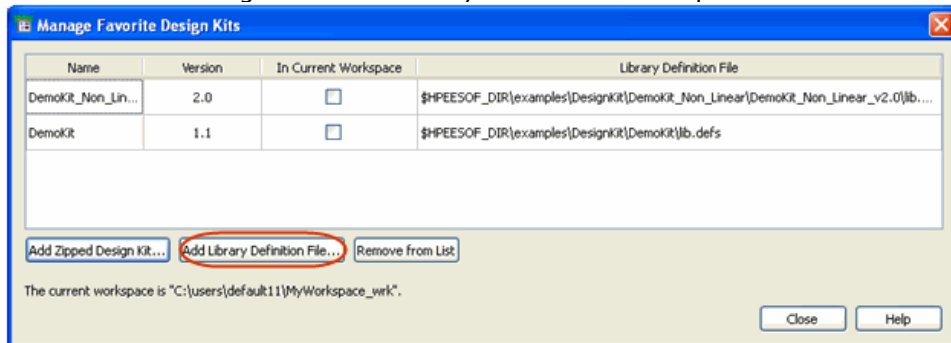 Manage Favorite Design Kits
Name Version In Current Workspace Library Definition File
DemoKit_Non_Lin... 2.0 $HPEESOF_DIR\examples\DesignKit\DemoKit_Non_Linear\DemoKit_Non_Linear_v2.0\lib....
DemoKit 1.1 $HPEESOF_DIR\examples\DesignKit\DemoKit\lib.defs
Add Zipped Design Kit... Add Library Definition File... Remove from List
The current workspace is "C:\users\default11\MyWorkspace_wrk".
Close Help